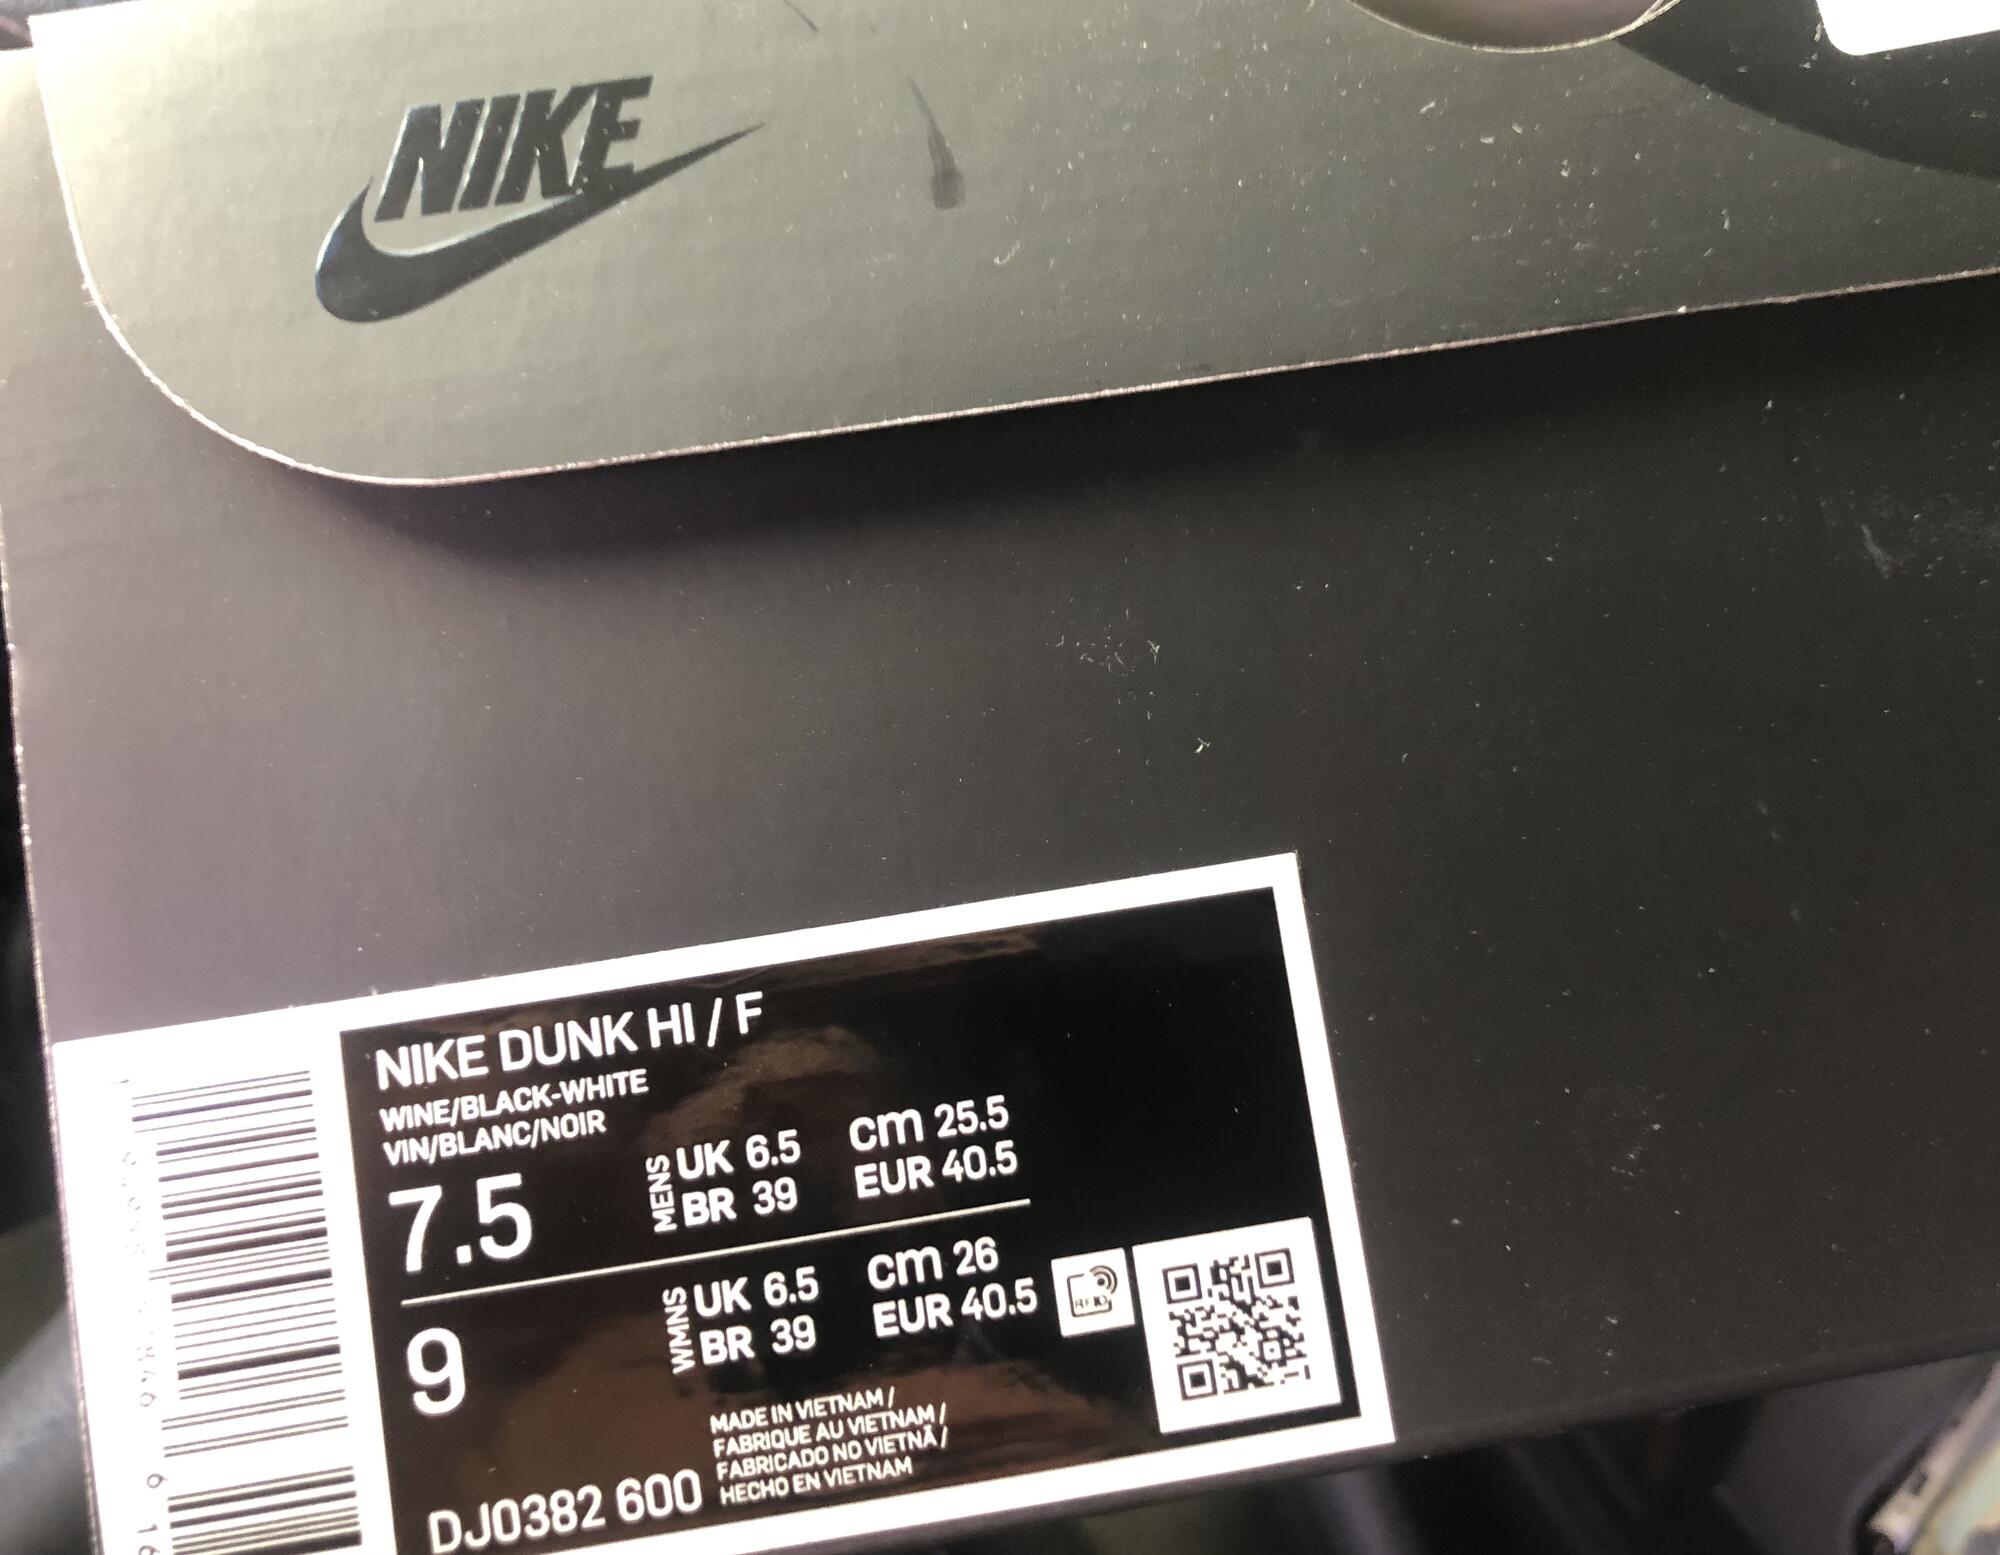 NIKE
NIKE DUNK HI / F
WINE/BLACK-WHITE
VIN/BLANC/NOIR
7.5
MENS
UK 6.5
BR 39
cm 25.5
EUR 40.5
9
WMNS
UK 6.5
BR 39
cm 26
EUR 40.5
RFID
MADE IN VIETNAM /
FABRIQUE AU VIETNAM /
FABRICADO NO VIETNÃ /
HECHO EN VIETNAM
DJ0382 600